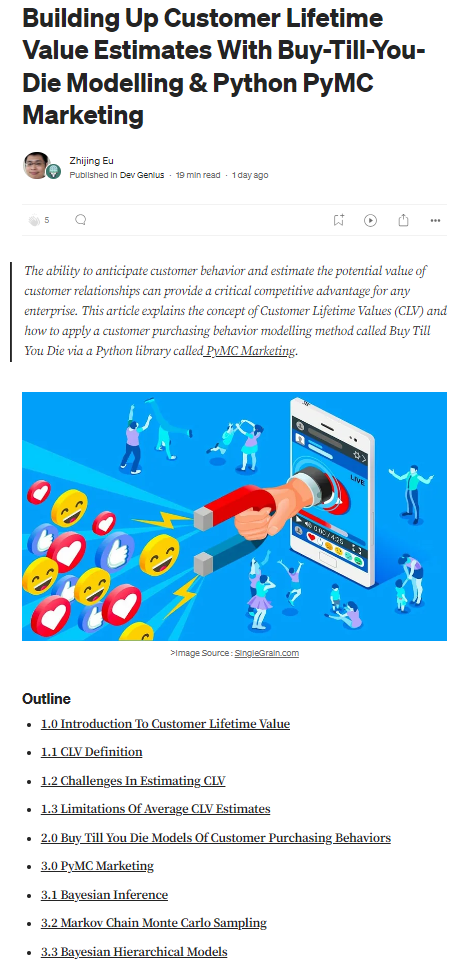 Building Up Customer Lifetime
Value Estimates With Buy-Till-You-
Die Modelling & Python PyMC
Marketing
Zhijing Eu
Published in Dev Genius · 19 min read · 1 day ago
5
The ability to anticipate customer behavior and estimate the potential value of
customer relationships can provide a critical competitive advantage for any
enterprise. This article explains the concept of Customer Lifetime Values (CLV) and
how to apply a customer purchasing behavior modelling method called Buy Till
You Die via a Python library called PyMC Marketing.
LIVE
0:00 / 4:25
>Image Source : SingleGrain.com
Outline
• 1.0 Introduction To Customer Lifetime Value
• 1.1 CLV Definition
• 1.2 Challenges In Estimating CLV
• 1.3 Limitations Of Average CLV Estimates
• 2.0 Buy Till You Die Models Of Customer Purchasing Behaviors
• 3.0 PyMC Marketing
• 3.1 Bayesian Inference
• 3.2 Markov Chain Monte Carlo Sampling
• 3.3 Bayesian Hierarchical Models